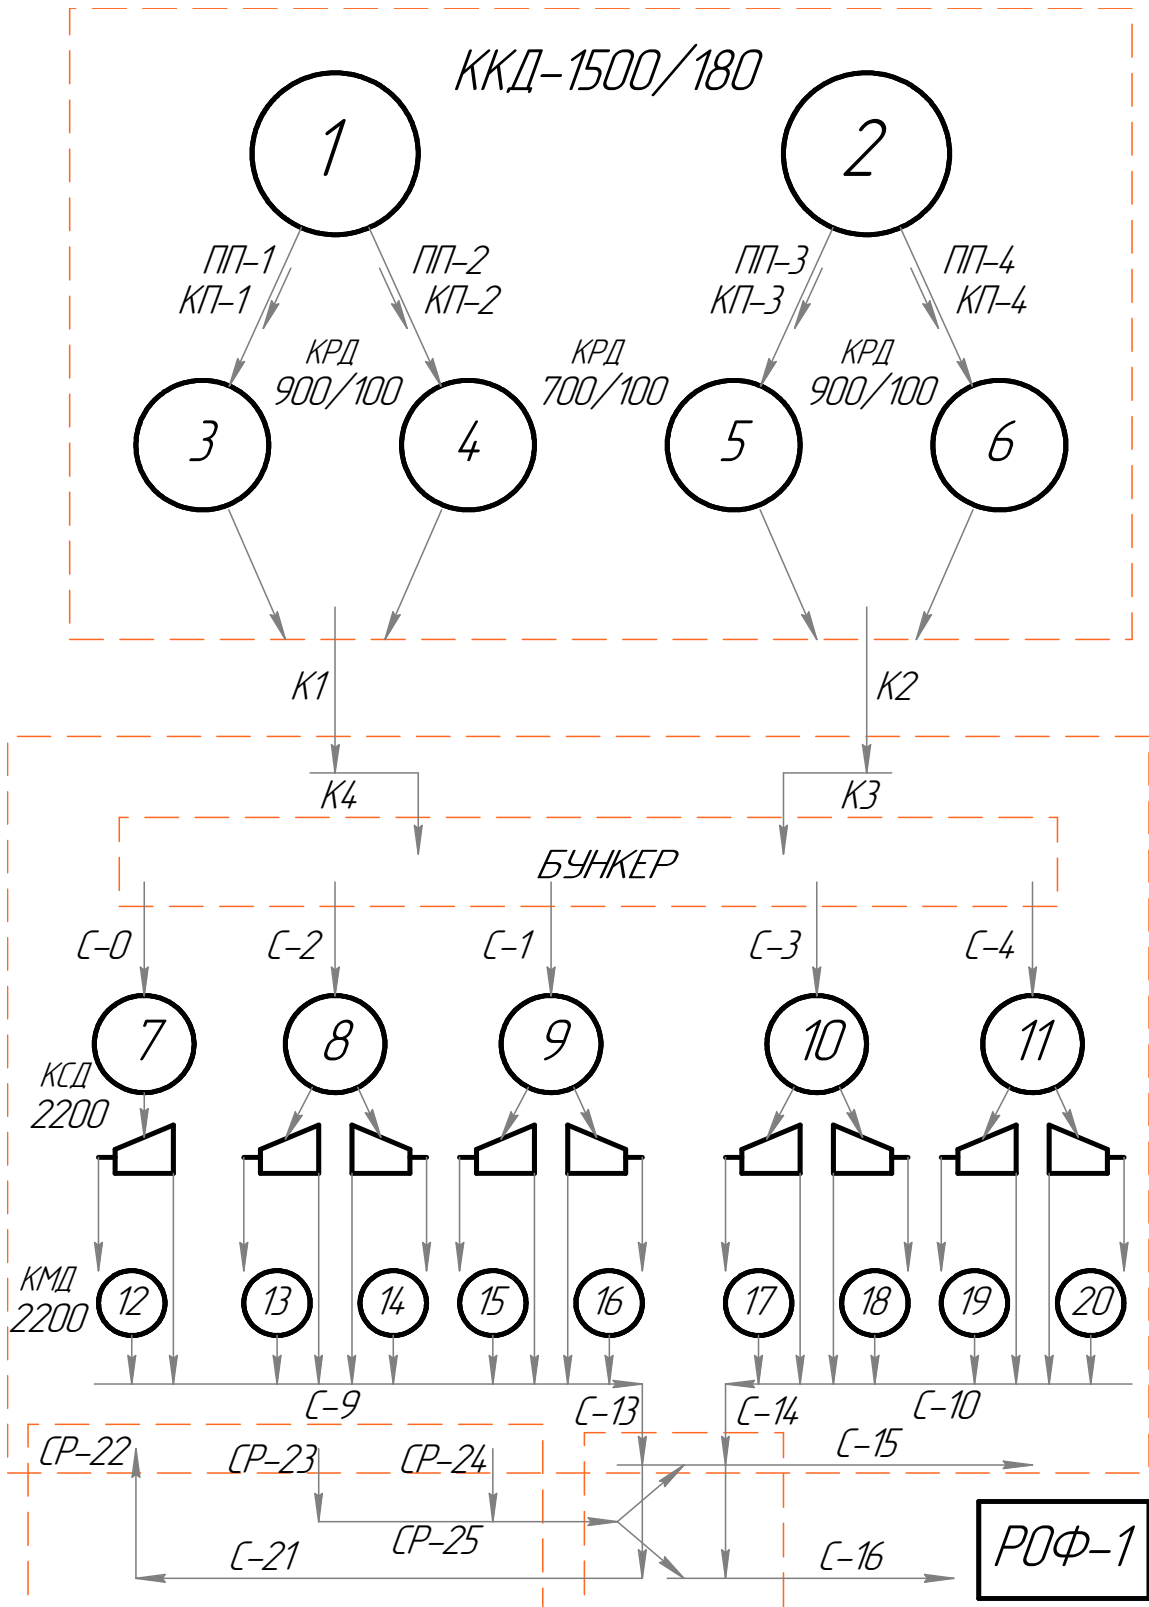 ККД-1500/180
1
2
ПП-1
ПП-2
ПП-3
ПП-4
КП-1
КП-2
КП-3
КП-4
КРД
900/100
КРД
700/100
КРД
900/100
3
4
5
6
К1
К2
К4
К3
БУНКЕР
С-0
С-2
С-1
С-3
С-4
7
8
9
10
11
КСД
2200
КМД
2200
12
13
14
15
16
17
18
19
20
С-9
С-13
С-14
С-10
СР-22
СР-23
СР-24
С-15
СР-25
С-21
С-16
РОФ-1